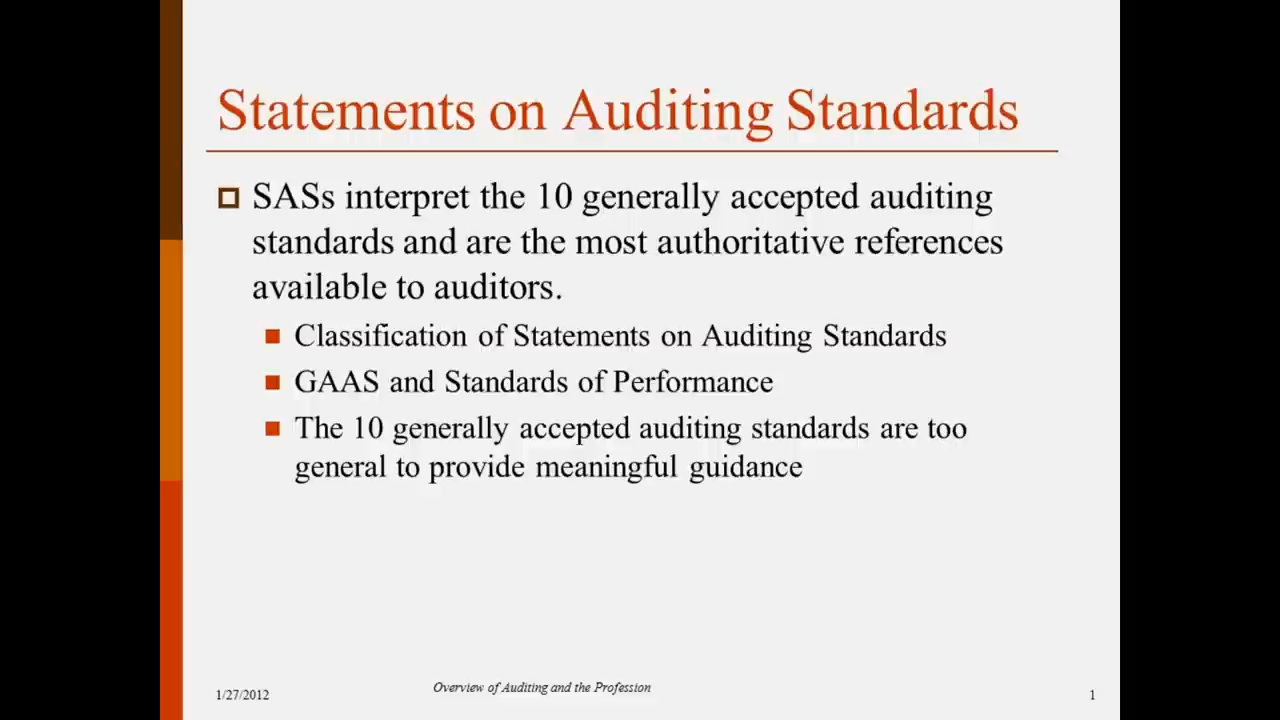 Statements on Auditing Standards
SASs interpret the 10 generally accepted auditing
standards and are the most authoritative references
available to auditors.
Classification of Statements on Auditing Standards
GAAS and Standards of Performance
The 10 generally accepted auditing standards are too
general to provide meaningful guidance
1/27/2012
Overview of Auditing and the Profession
1